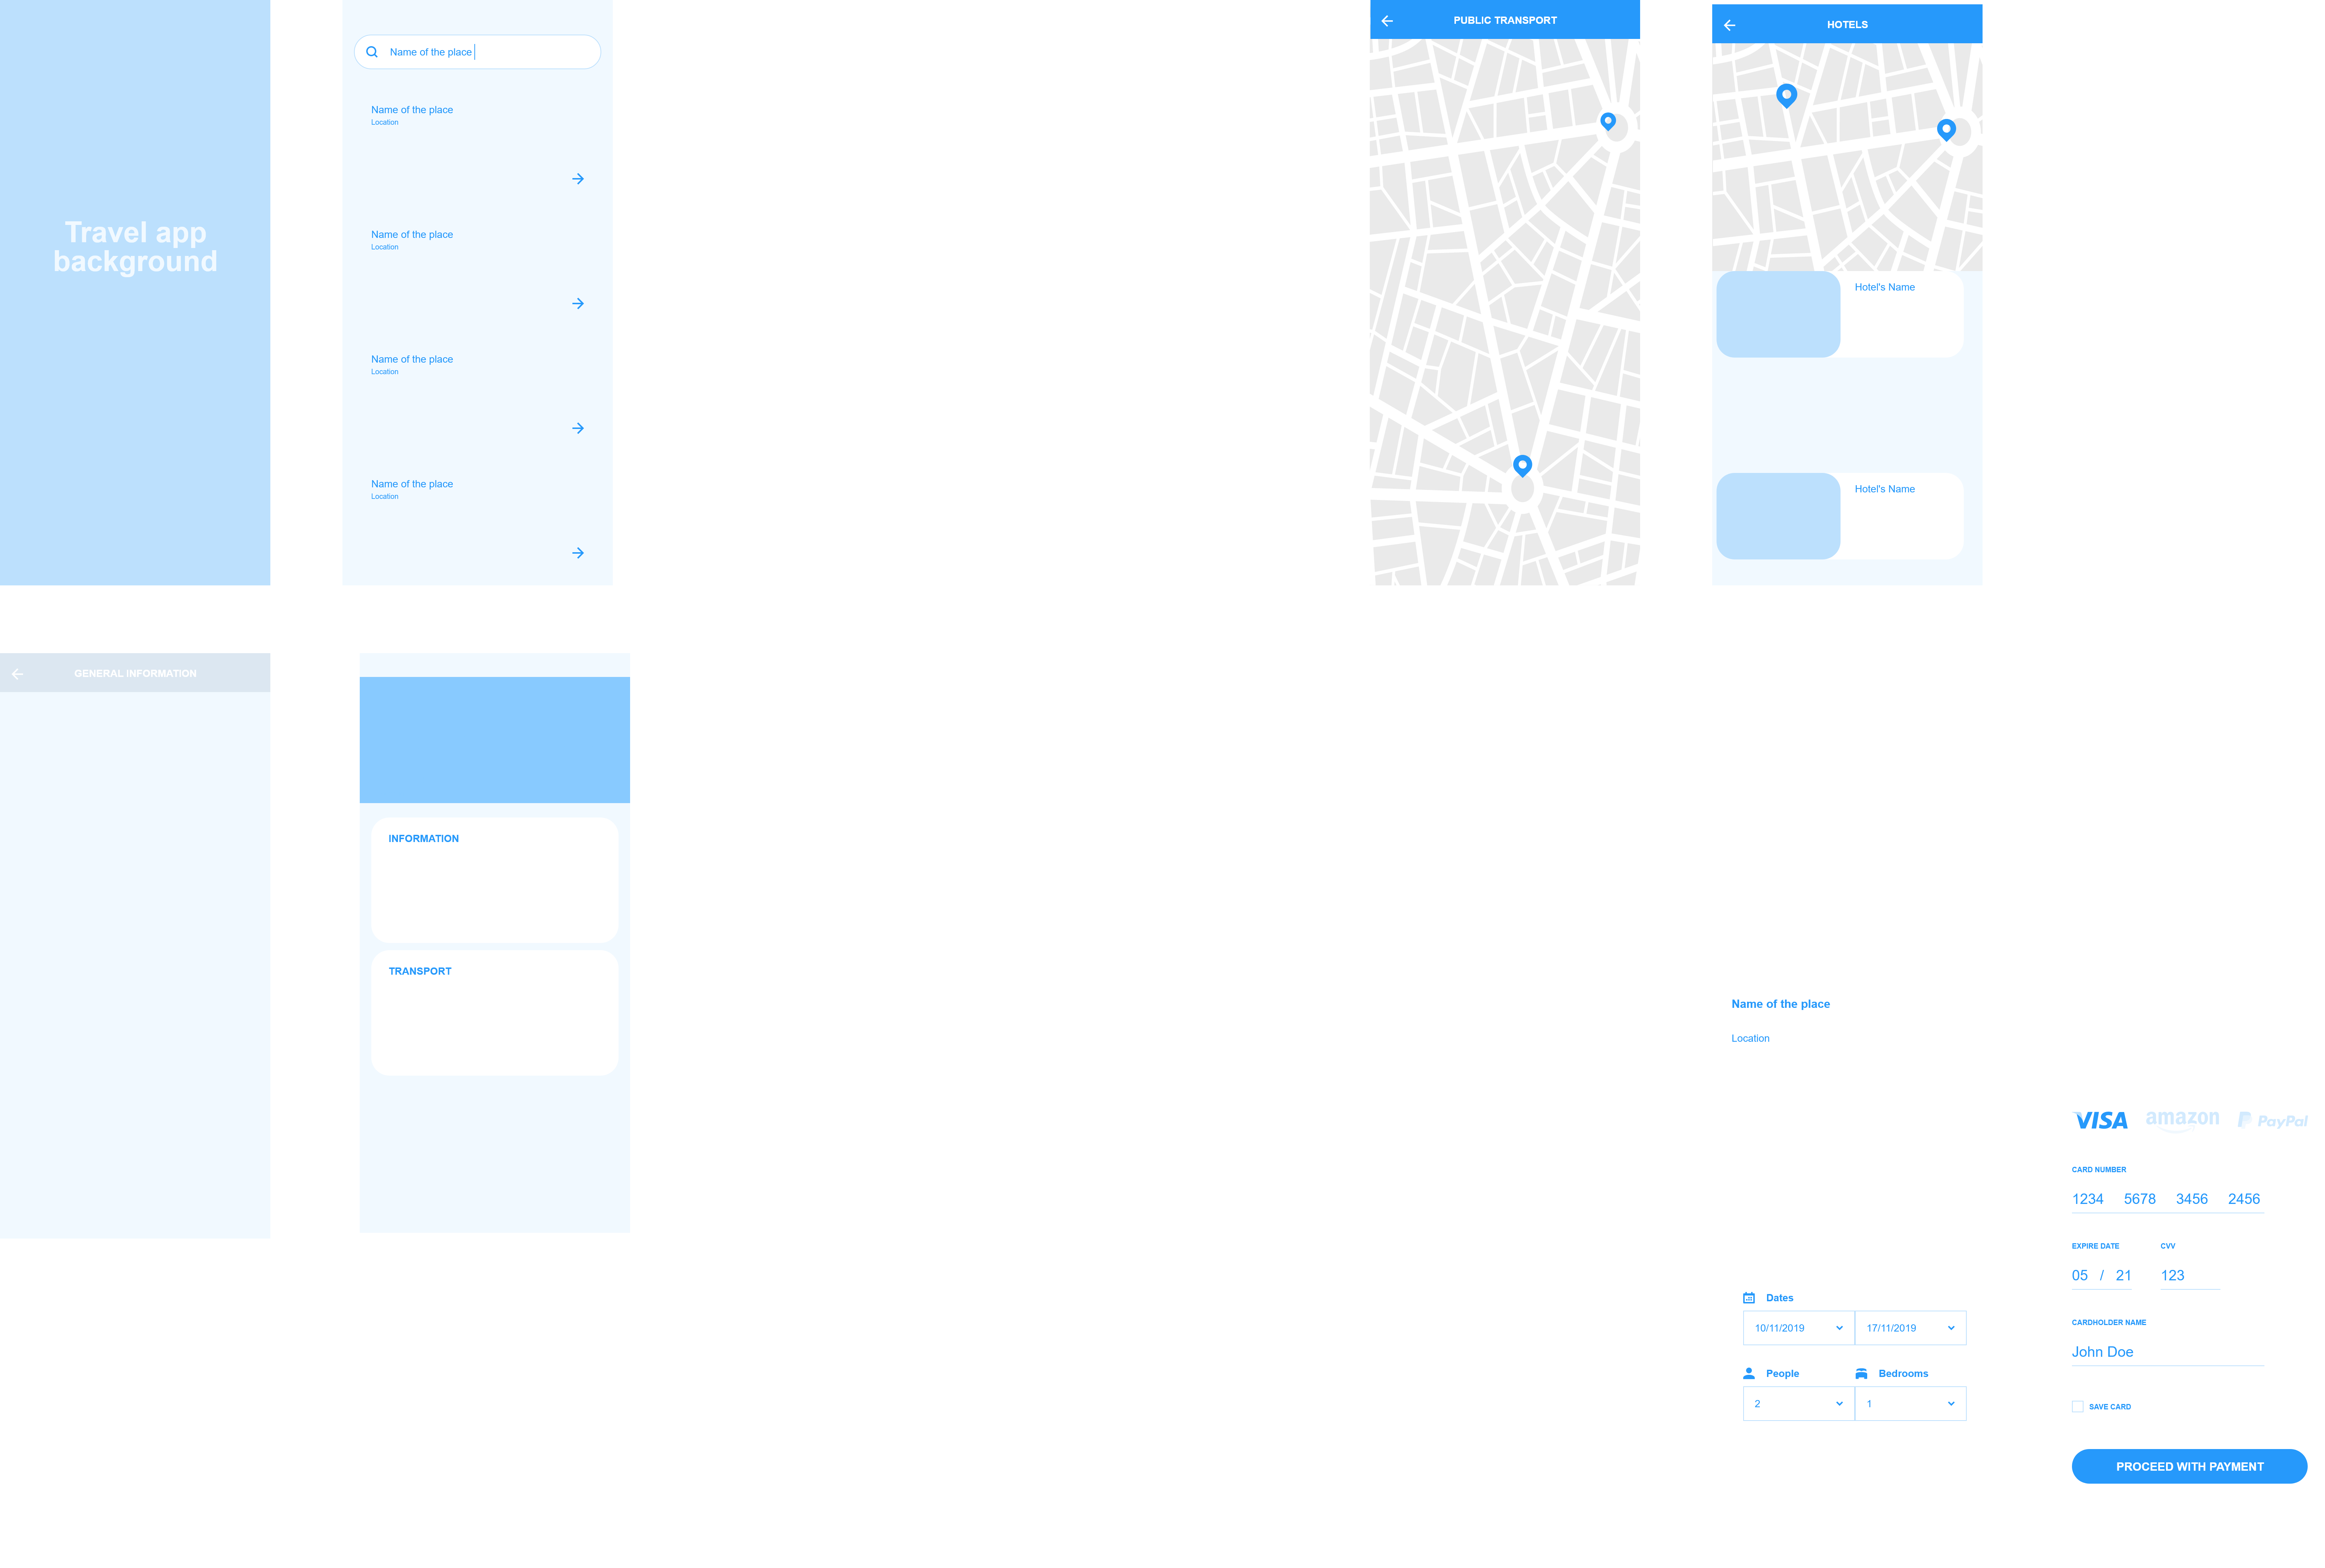 Travel app
background
Name of the place
Name of the place
Location
Name of the place
Location
Name of the place
Location
Name of the place
Location
PUBLIC TRANSPORT
HOTELS
Hotel's Name
Hotel's Name
GENERAL INFORMATION
INFORMATION
TRANSPORT
Name of the place
Location
Dates
10/11/2019 17/11/2019
People Bedrooms
2 1
VISA amazon PayPal
CARD NUMBER
1234 5678 3456 2456
EXPIRE DATE CVV
05 / 21 123
CARDHOLDER NAME
John Doe
SAVE CARD
PROCEED WITH PAYMENT